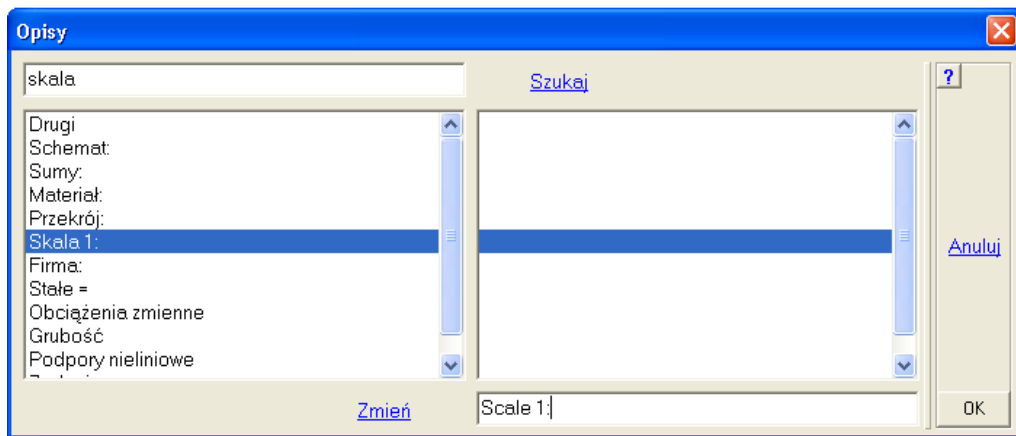 Opisy
skala
Szukaj
?
Drugi
Schemat:
Sumy:
Materiał:
Przekrój:
Skala 1:
Firma:
Stałe =
Obciążenia zmienne
Grubość
Podpory nieliniowe
Anuluj
Zmień
Scale 1:
OK